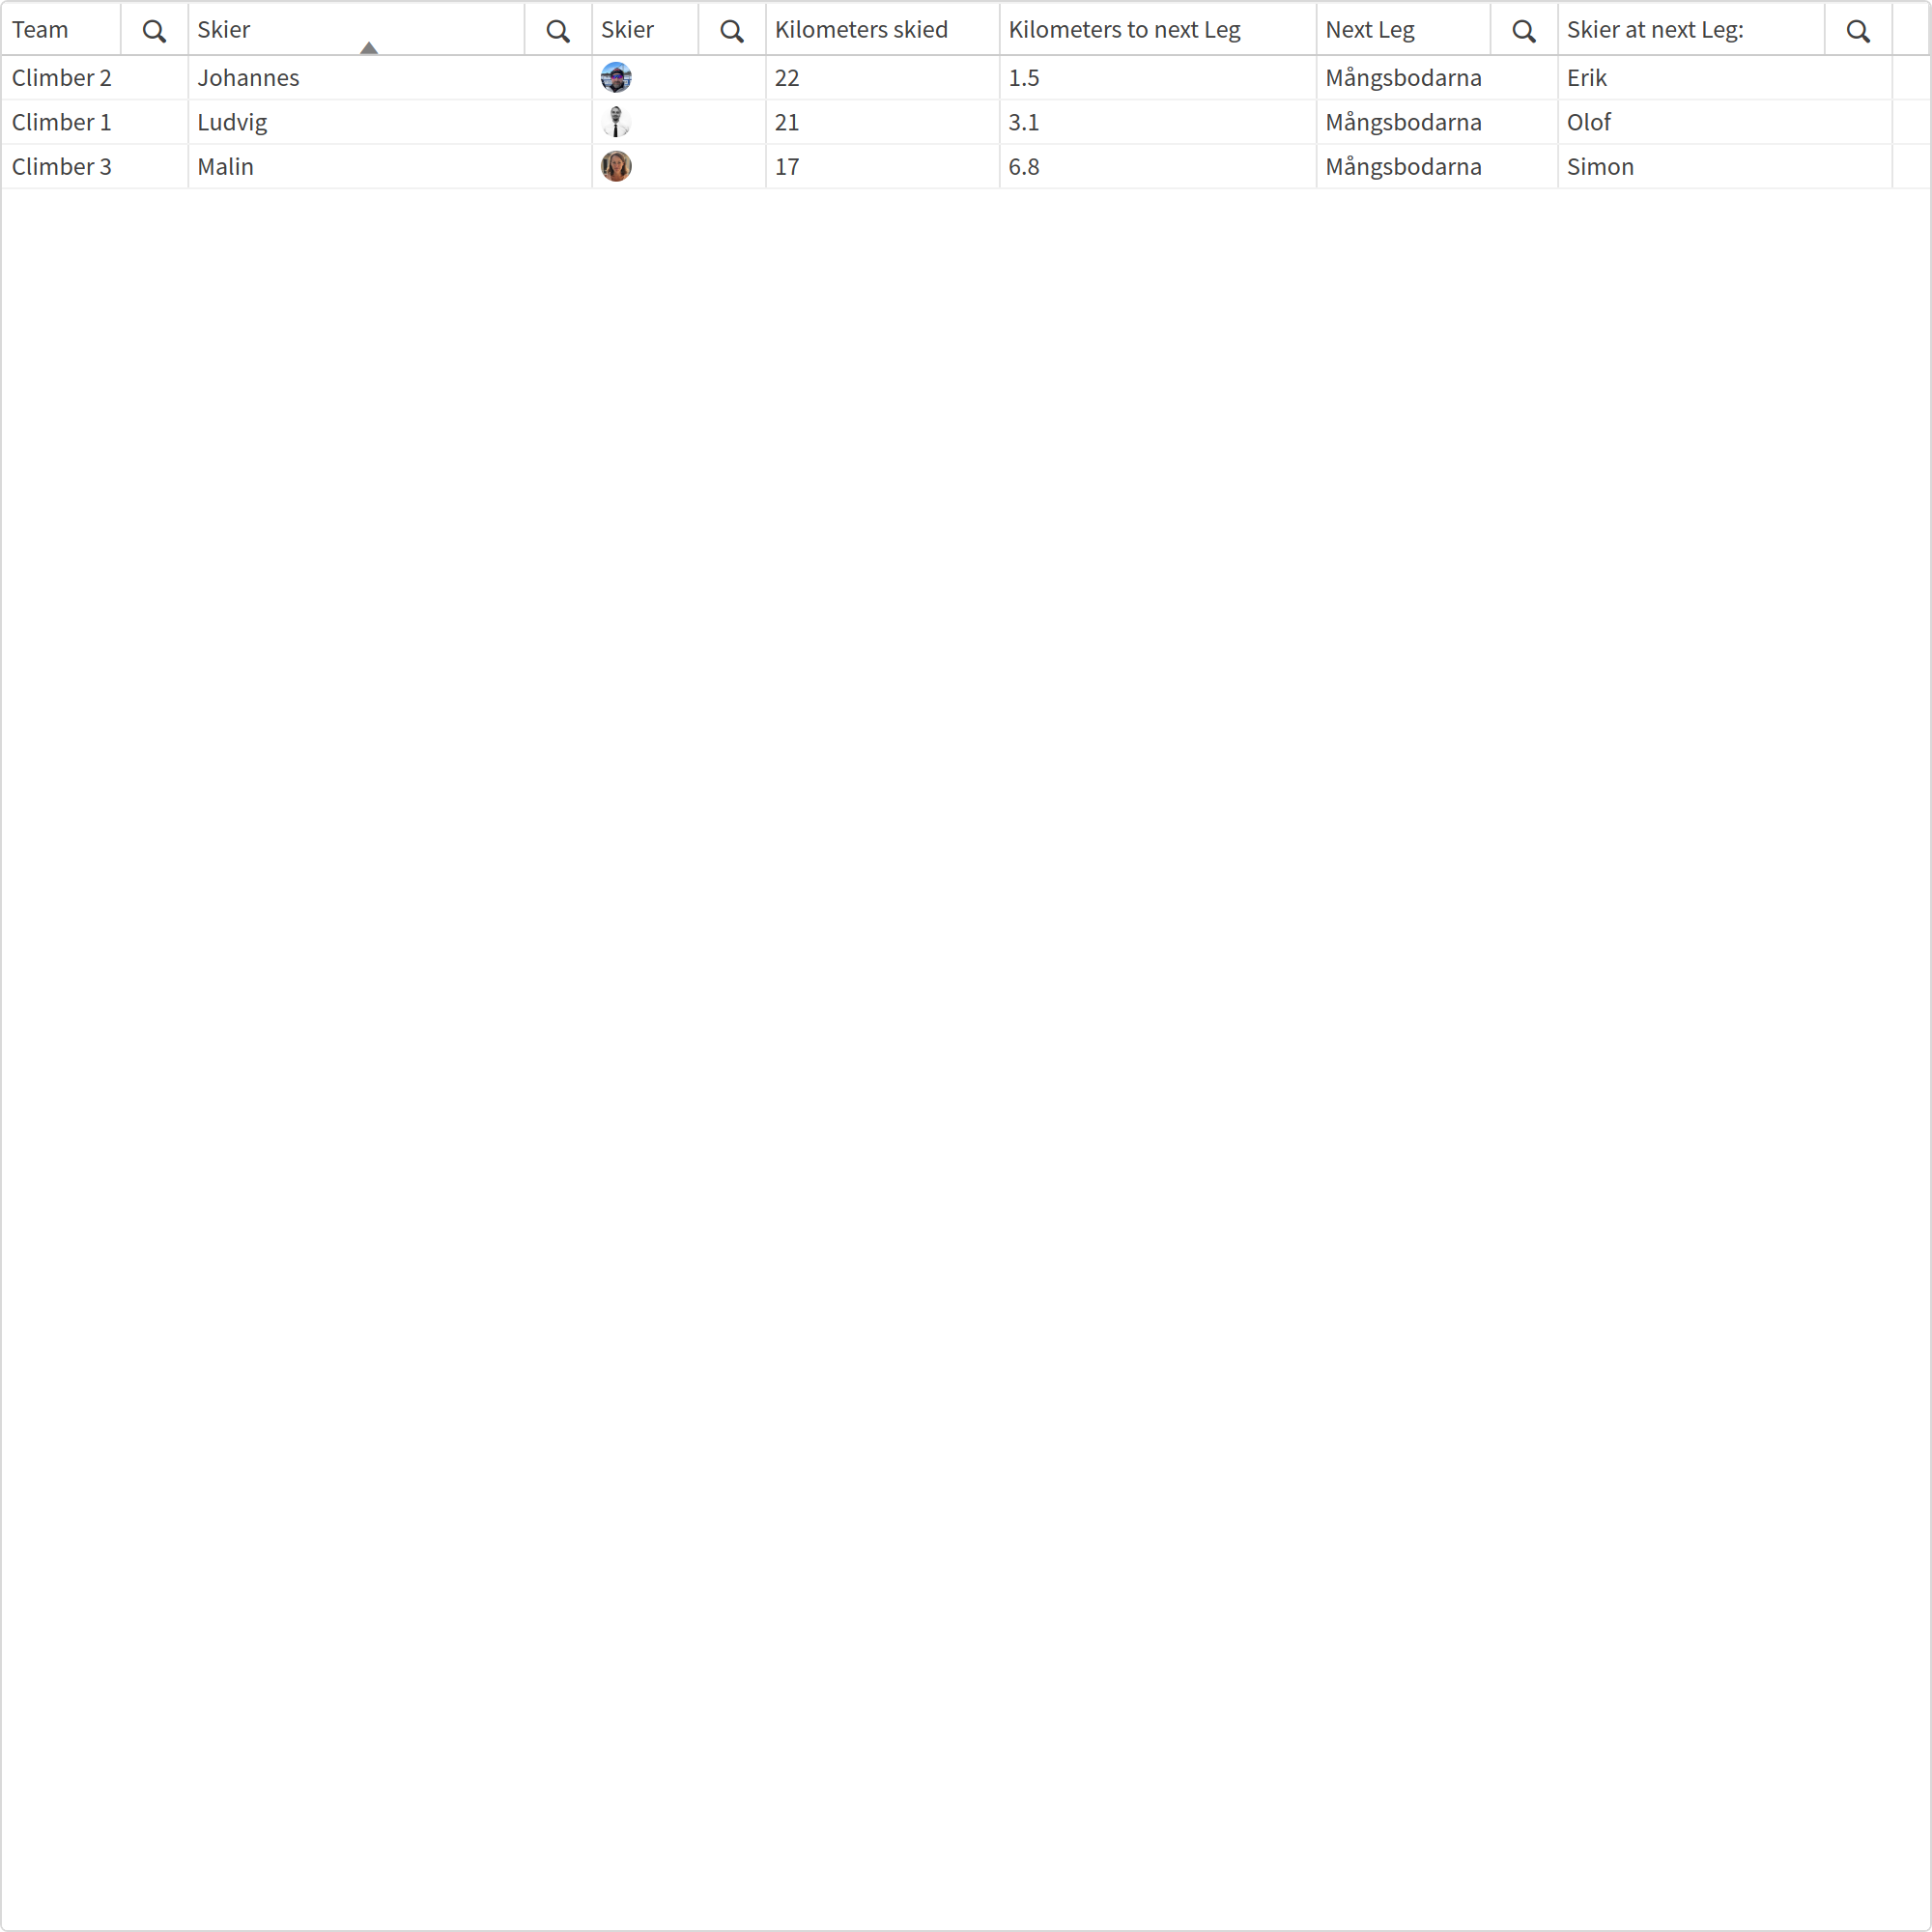 Team Skier Skier Kilometers skied Kilometers to next Leg Next Leg Skier at next Leg:
Climber 2 Johannes 22 1.5 Mångsbodarna Erik
Climber 1 Ludvig 21 3.1 Mångsbodarna Olof
Climber 3 Malin 17 6.8 Mångsbodarna Simon